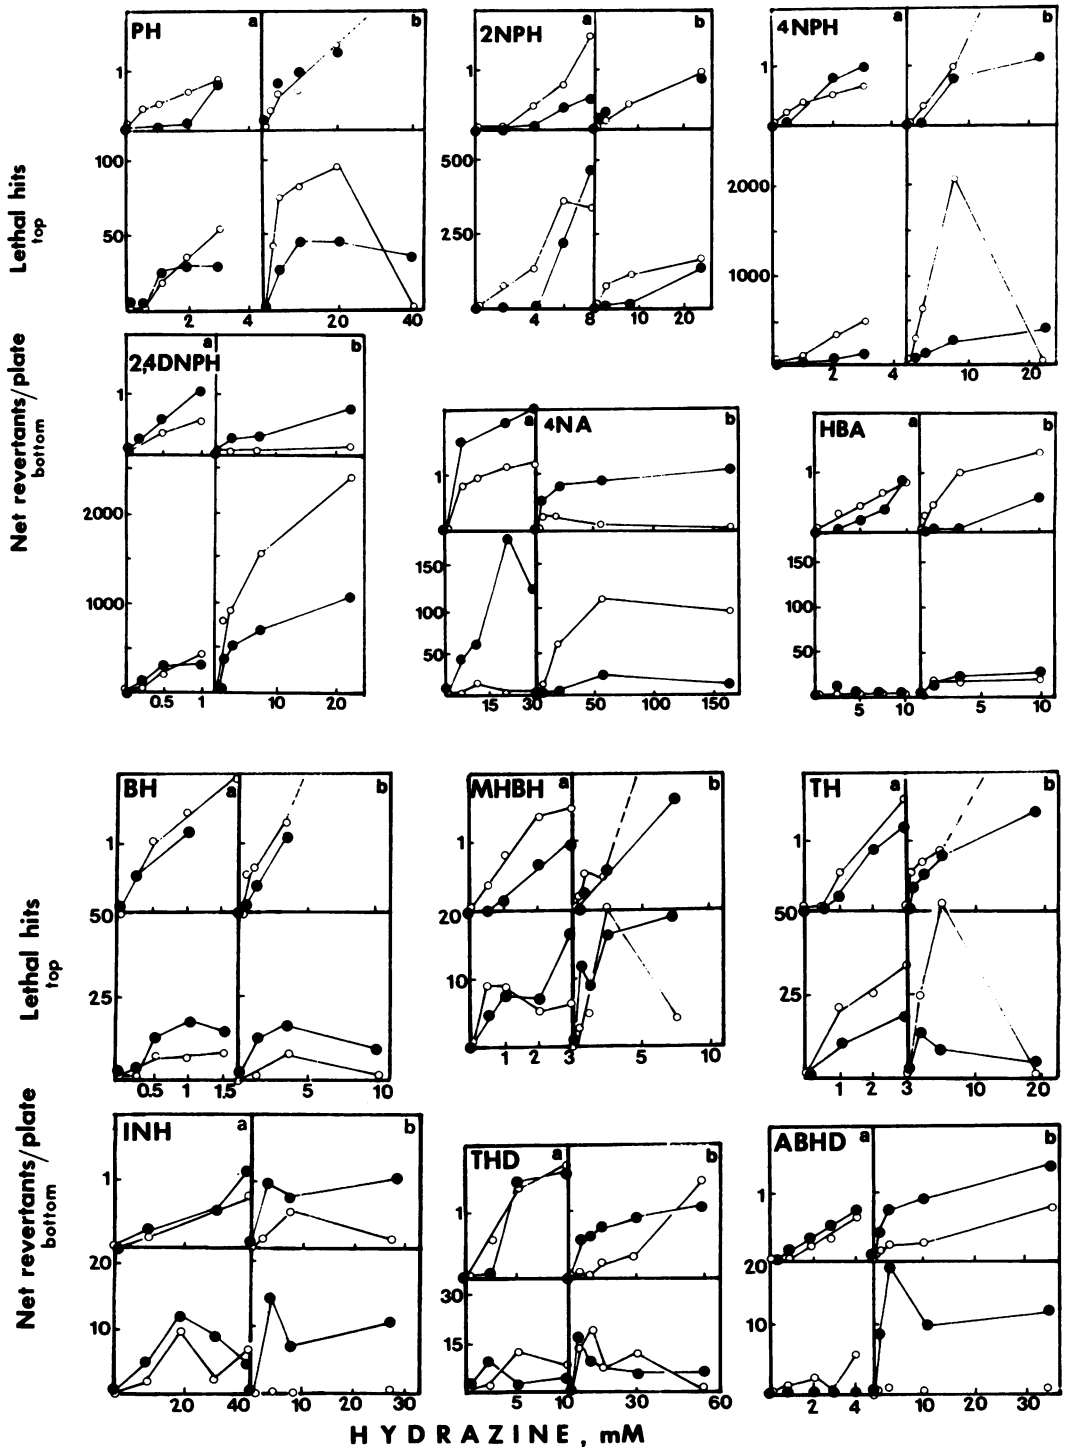 PH a b
1
100
50
2 4 20 40
2NPH a b
1
500
250
4 8 10 20
4NPH a b
1
2000
1000
2 4 10 20
Lethal hits
top
Net revertants/plate
bottom
2,4DNPH a b
1
2000
1000
0.5 1 10 20
4NA a b
1
150
100
50
15 30 50 100 150
HBA a b
1
150
100
50
5 10 5 10
BH a b
1
50
25
0.5 1 1.5 5 10
MHBH a b
1
20
10
1 2 3 5 10
TH a b
1
50
25
1 2 3 10 20
Lethal hits
top
Net revertants/plate
bottom
INH a b
1
20
10
20 40 10 20 30
THD a b
1
30
15
5 10 30 60
ABHD a b
1
20
10
2 4 10 20 30
HYDRAZINE, mM